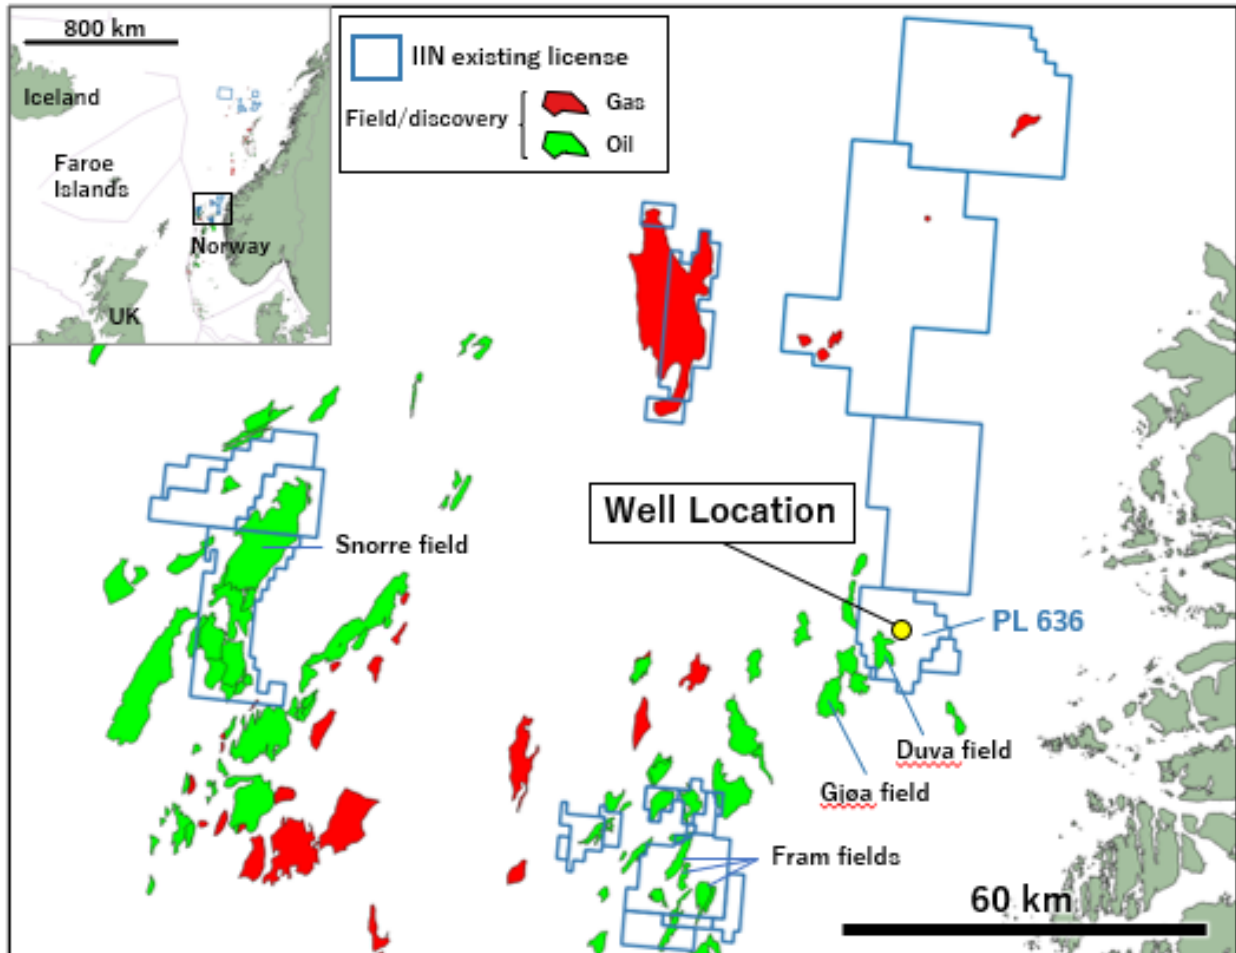 800 km
Iceland
Faroe
Islands
Norway
UK
IIN existing license
Field/discovery
Gas
Oil
Well Location
Snorre field
PL 636
Duva field
Gjøa field
Fram fields
60 km